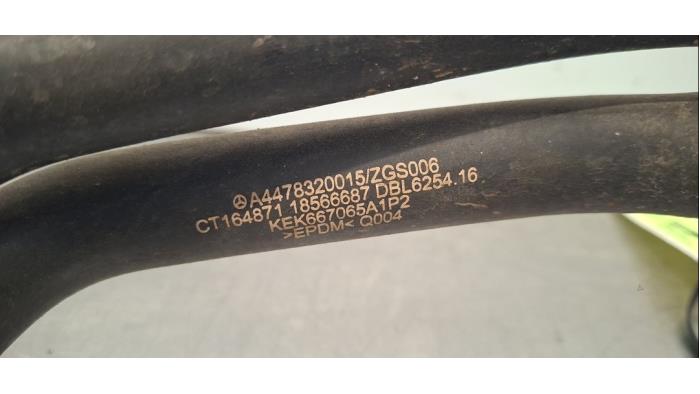 A4478320015/ZGS006
CT164871 18566687 DBL6254.16
KEK667065A1P2
>EPDM< Q004